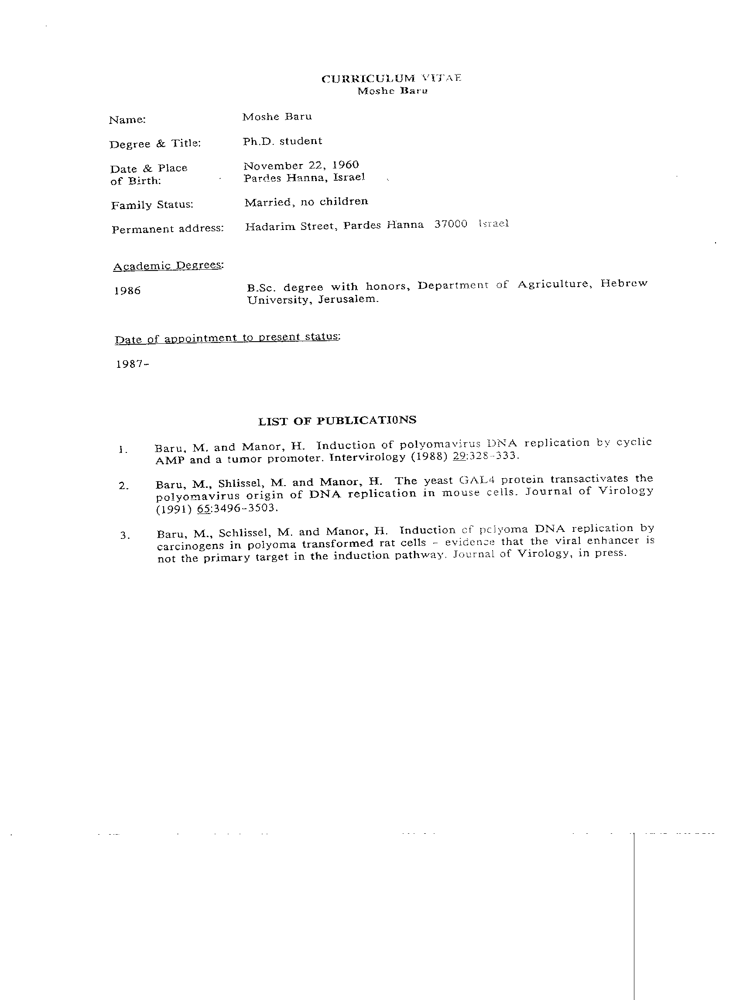 CURRICULUM VITAE
Moshe Baru
Name: Moshe Baru
Degree & Title: Ph.D. student
Date & Place November 22, 1960
of Birth: Pardes Hanna, Israel
Family Status: Married, no children
Permanent address: Hadarim Street, Pardes Hanna 37000 Israel
Academic Degrees:
1986 B.Sc. degree with honors, Department of Agriculture, Hebrew
University, Jerusalem.
Date of appointment to present status:
1987-
LIST OF PUBLICATIONS
1. Baru, M. and Manor, H. Induction of polyomavirus DNA replication by cyclic
AMP and a tumor promoter. Intervirology (1988) 29:328-333.
2. Baru, M., Shlissel, M. and Manor, H. The yeast GAL4 protein transactivates the
polyomavirus origin of DNA replication in mouse cells. Journal of Virology
(1991) 65:3496-3503.
3. Baru, M., Schlissel, M. and Manor, H. Induction of polyoma DNA replication by
carcinogens in polyoma transformed rat cells - evidence that the viral enhancer is
not the primary target in the induction pathway. Journal of Virology, in press.